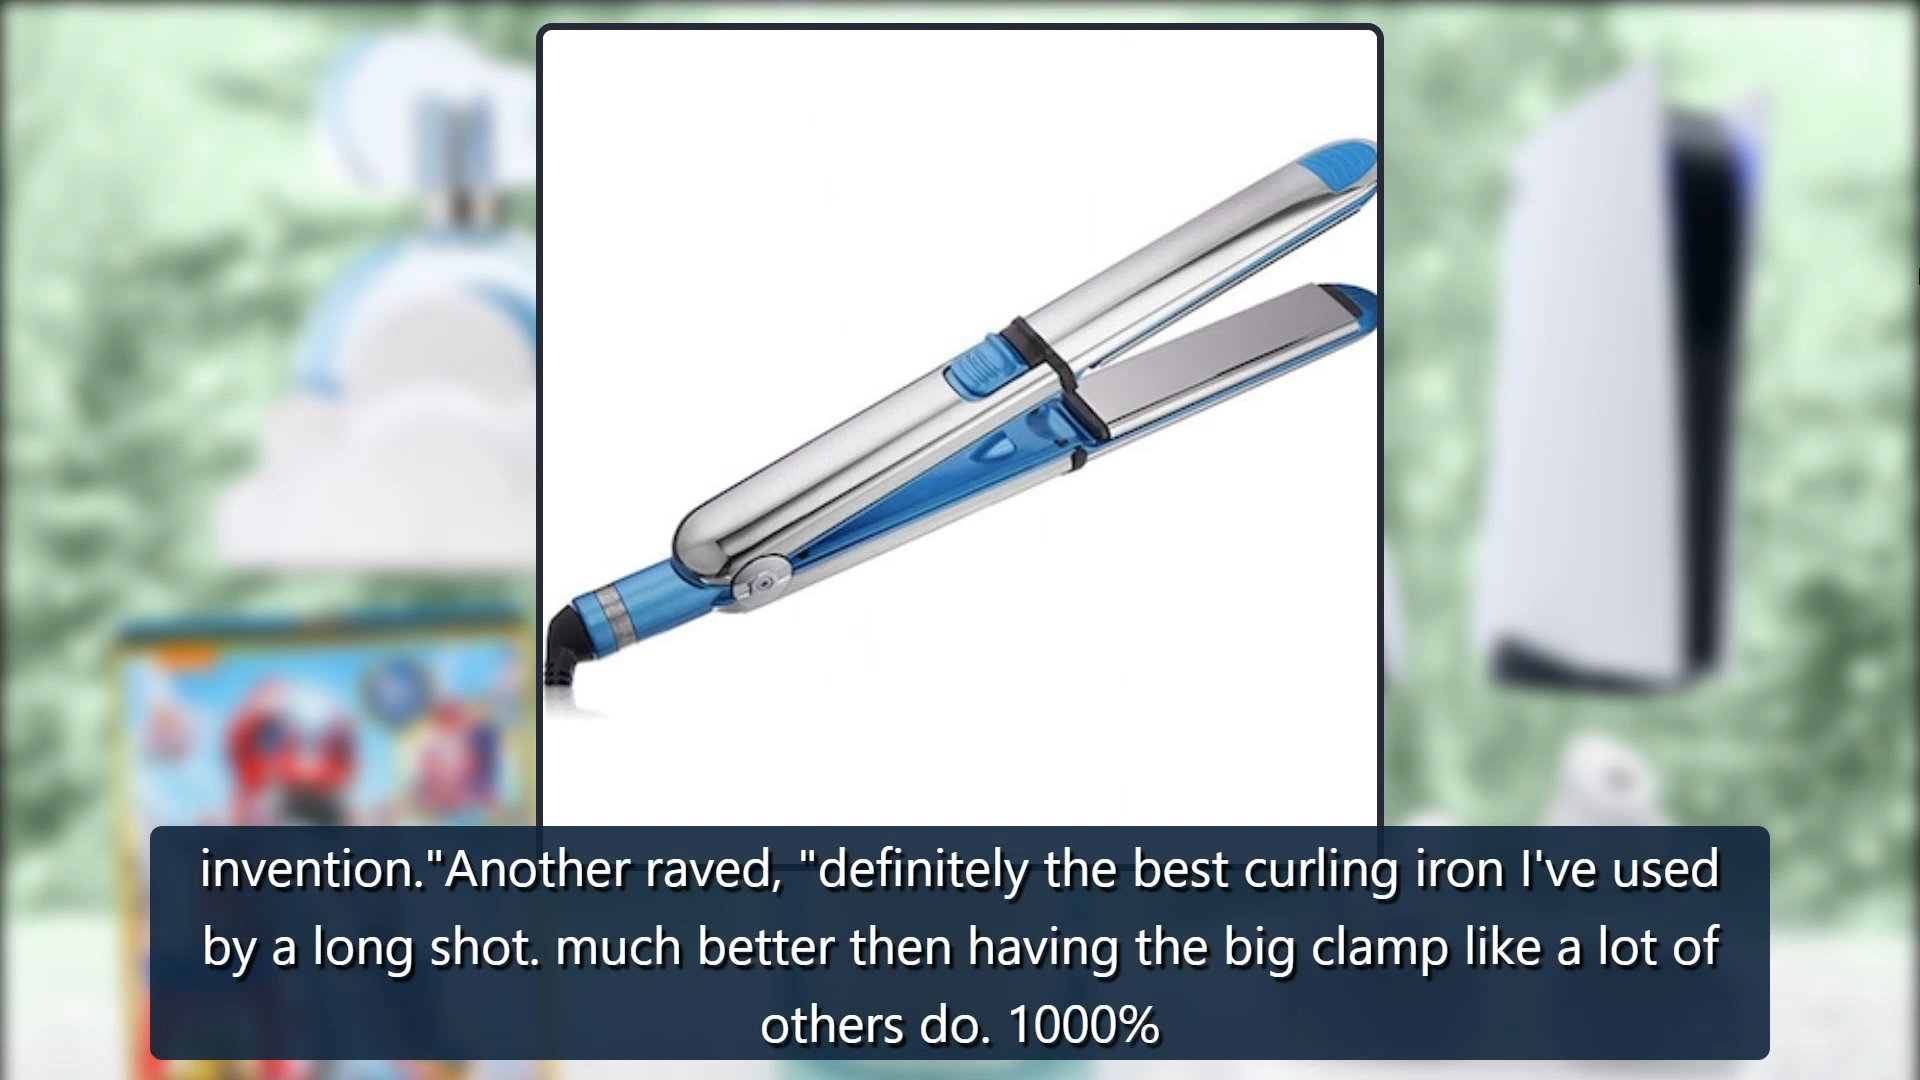 invention."Another raved, "definitely the best curling iron I've used
by a long shot. much better then having the big clamp like a lot of
others do. 1000%